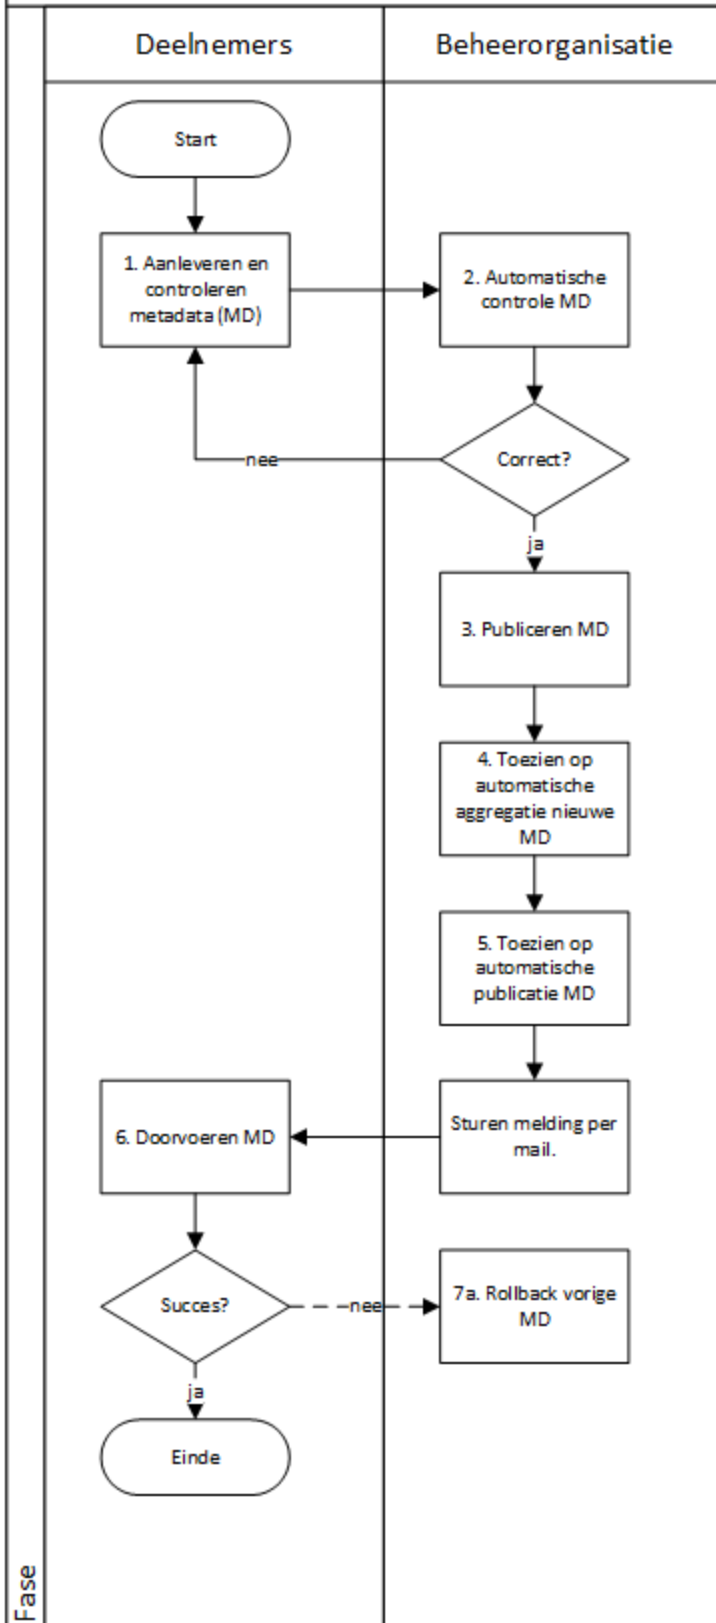 Deelnemers
Beheerorganisatie
Start
1. Aanleveren en
controleren
metadata (MD)
2. Automatische
controle MD
Correct?
nee
ja
3. Publiceren MD
4. Toezien op
automatische
aggregatie nieuwe
MD
5. Toezien op
automatische
publicatie MD
Sturen melding per
mail.
6. Doorvoeren MD
Succes?
nee
7a. Rollback vorige
MD
ja
Einde
Fase